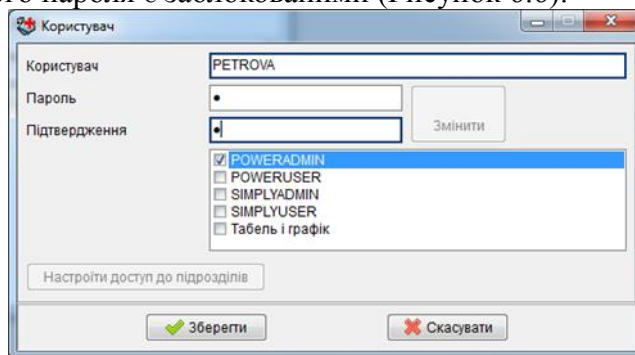 го пароля є заблокованими (Рисунок 6.6).
Користувач
Користувач PETROVA
Пароль •
Підтвердження •
Змінити
POWERADMIN
POWERUSER
SIMPLYADMIN
SIMPLYUSER
Табель і графік
Настроїти доступ до підрозділів
Зберегти Скасувати